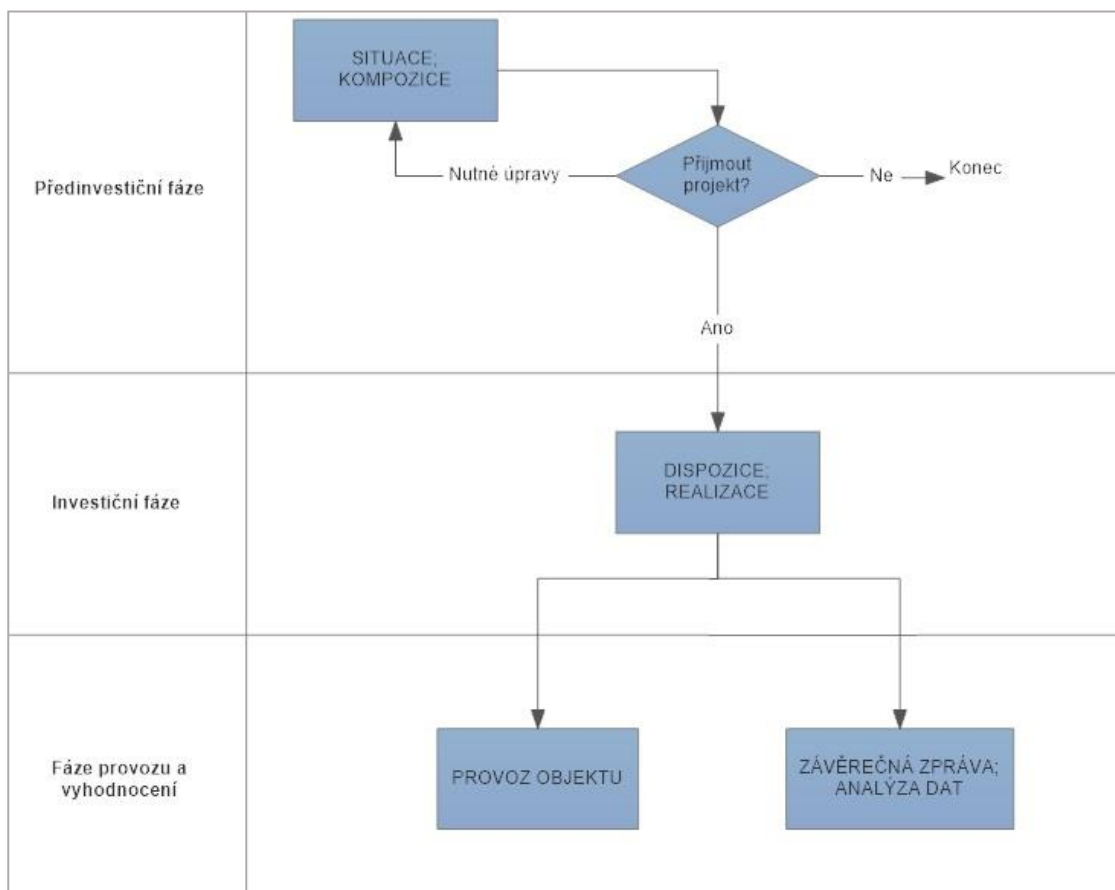 SITUACE;
KOMPOZICE
Předinvestiční fáze
Nutné úpravy
Přijmout
projekt?
Ne
Konec
Ano
Investiční fáze
DISPOZICE;
REALIZACE
Fáze provozu a
vyhodnocení
PROVOZ OBJEKTU
ZÁVĚREČNÁ ZPRÁVA;
ANALÝZA DAT